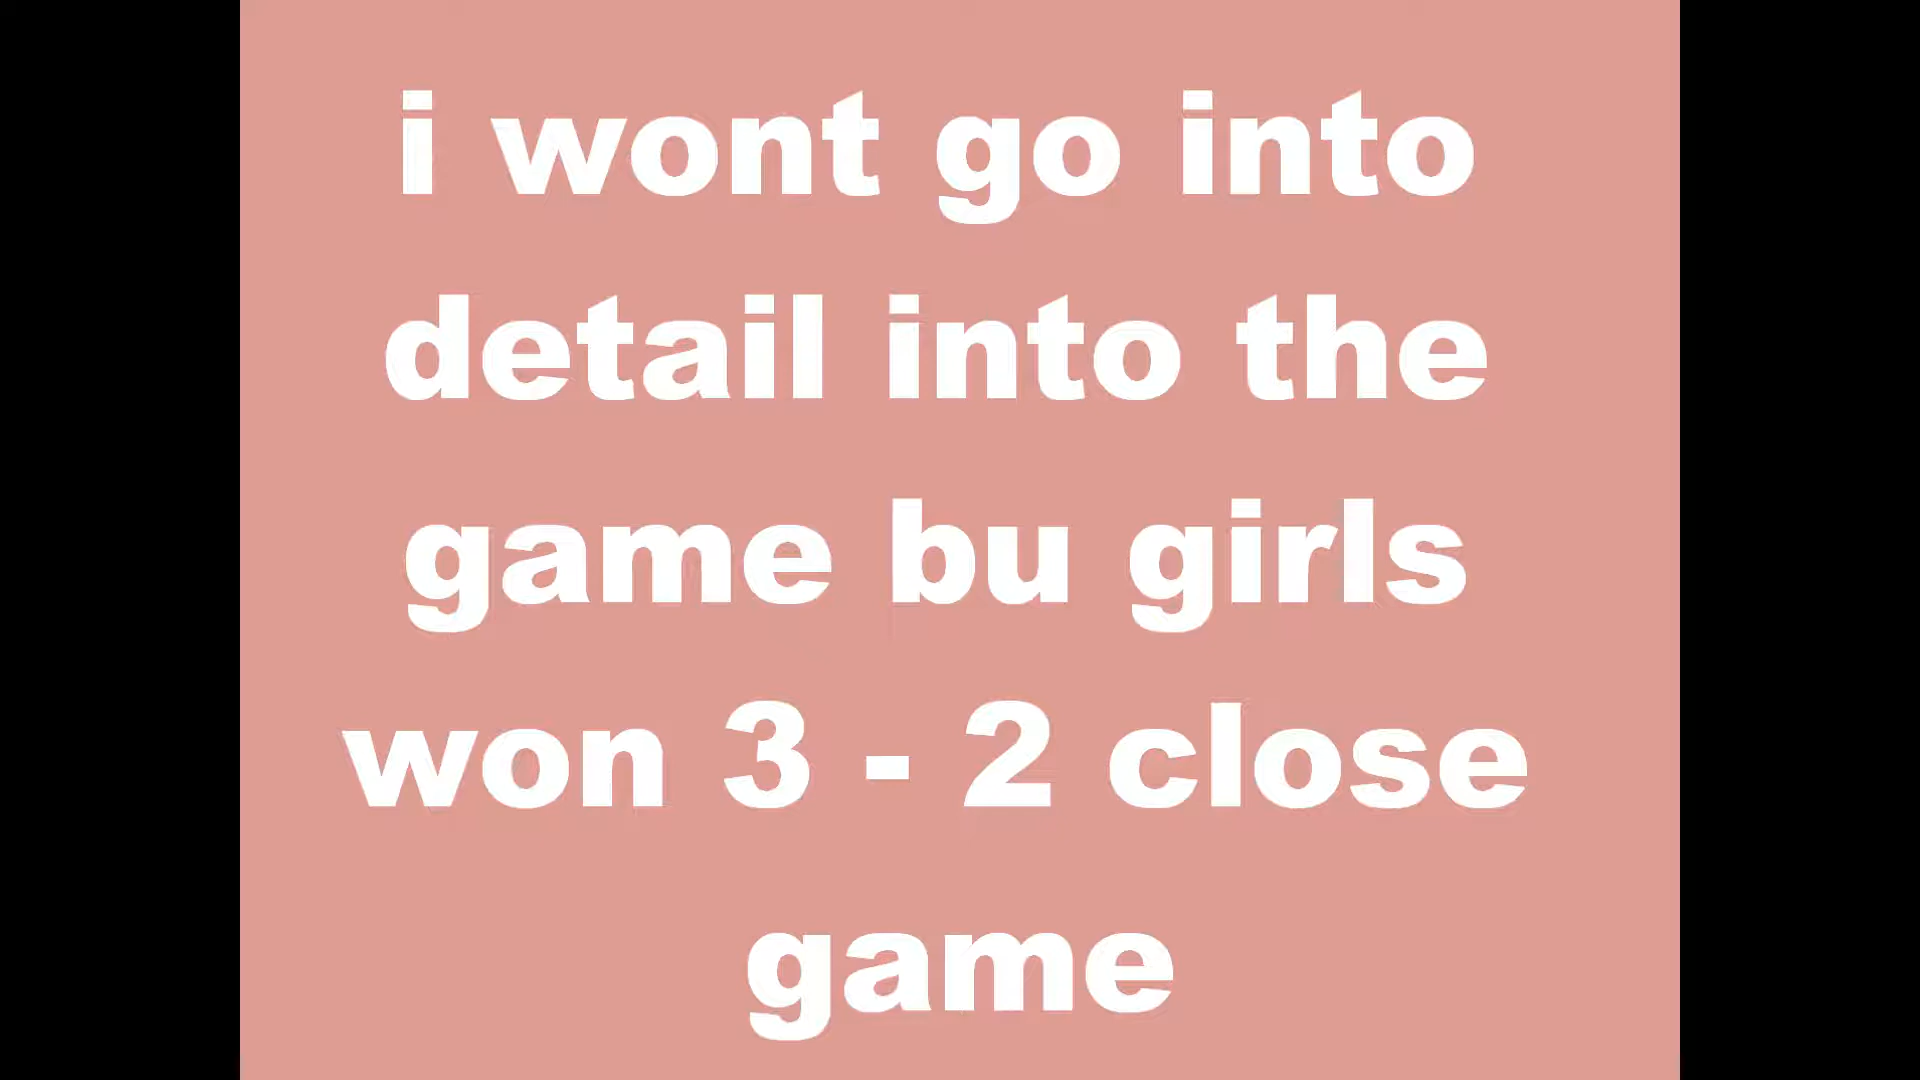 i wont go into
detail into the
game bu girls
won 3 - 2 close
game